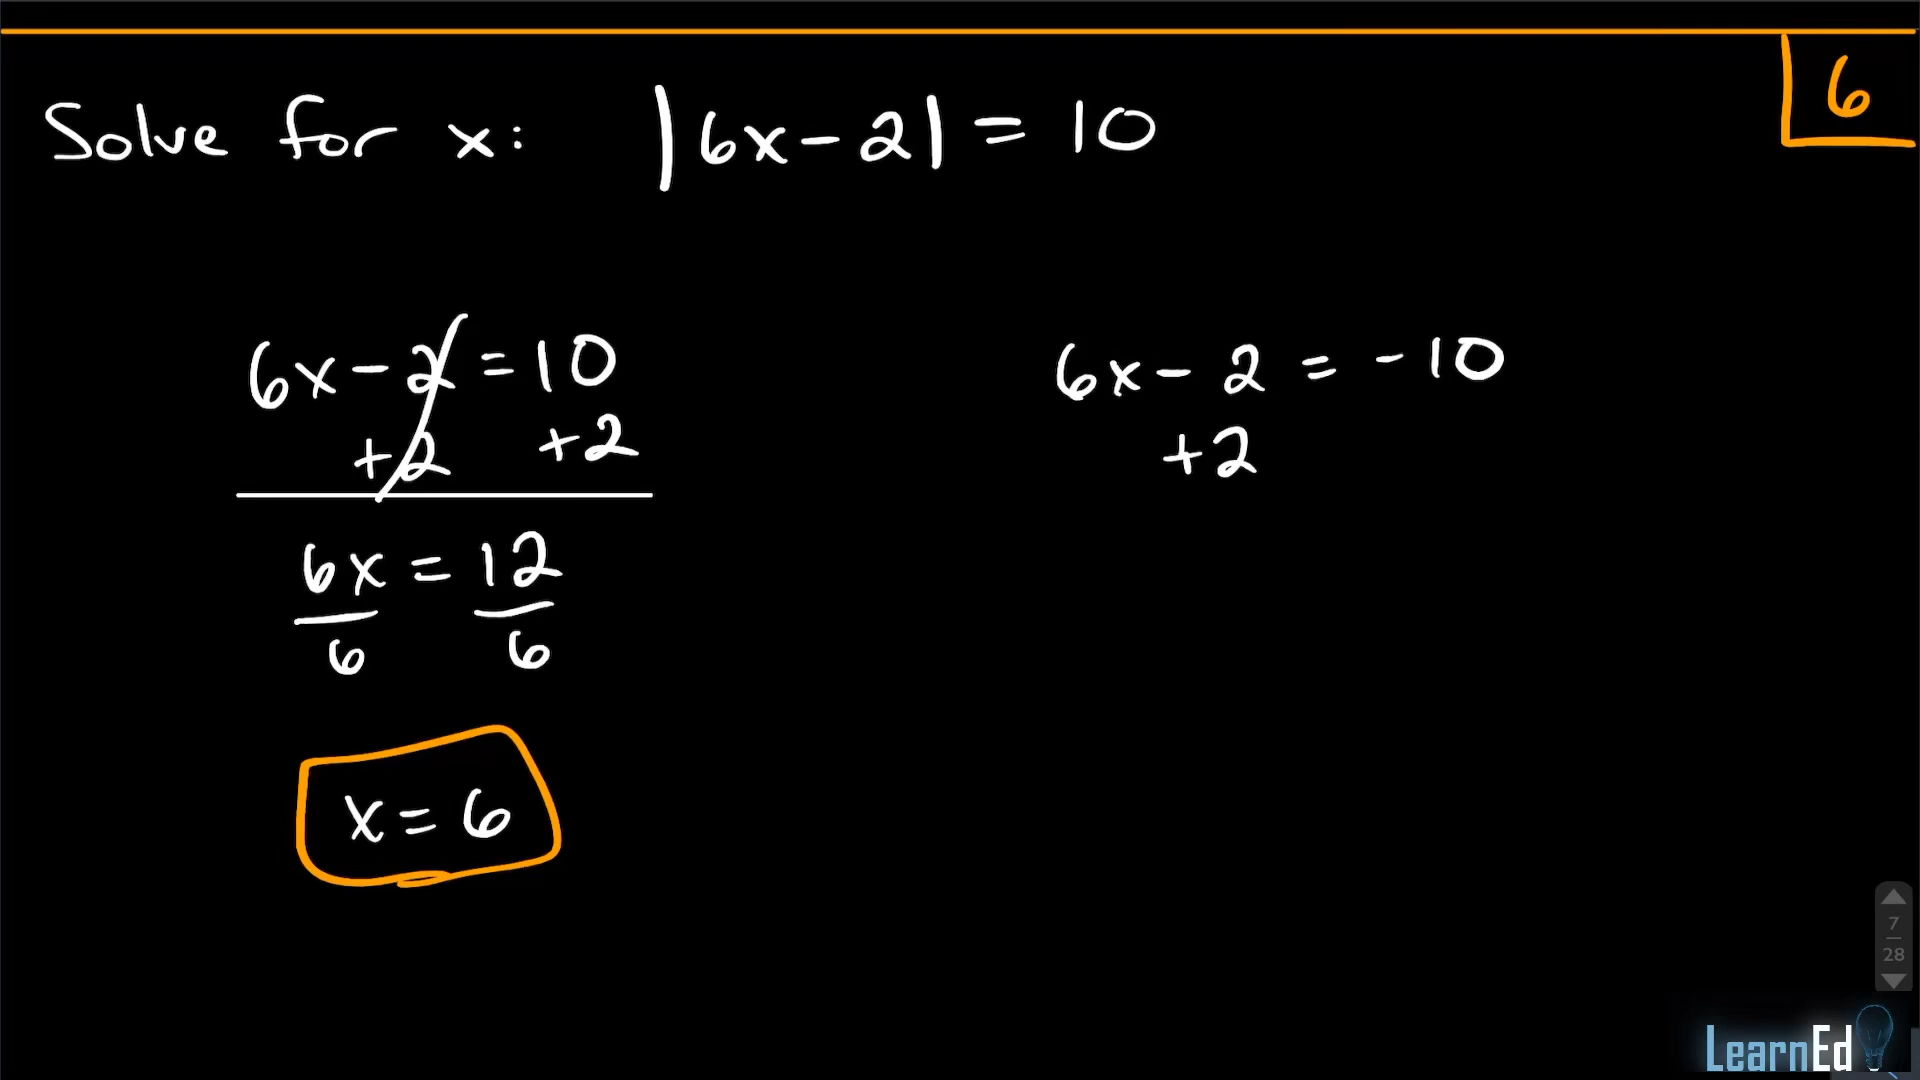 Solve for x: |6x-2| = 10
6
6x-2=10
+2 +2
6x = 12
6 6
x = 6
6x - 2 = -10
+2
7
28
LearnEd